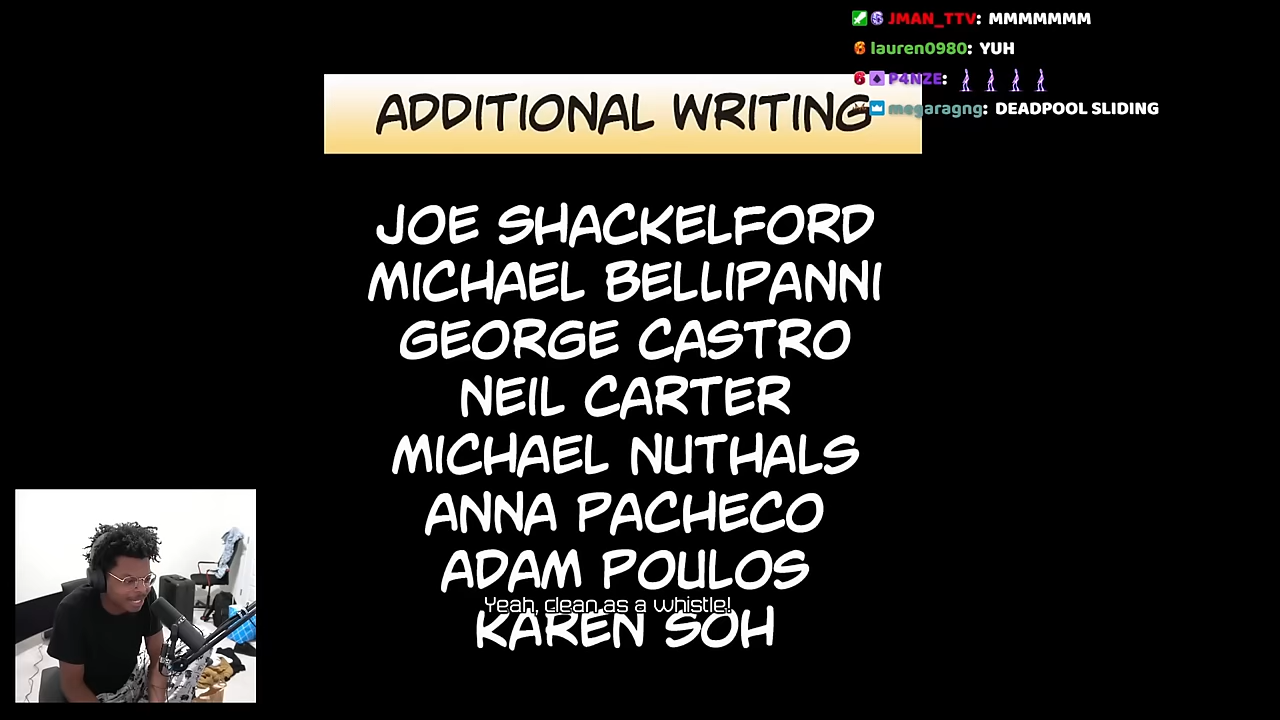 JMAN_TTV: MMMMMMM
lauren0980: YUH
P4NZE:
megaragng: DEADPOOL SLIDING
ADDITIONAL WRITING
JOE SHACKELFORD
MICHAEL BELLIPANNI
GEORGE CASTRO
NEIL CARTER
MICHAEL NUTHALS
ANNA PACHECO
ADAM POULOS
Yeah, clean as a whistle!
KAREN SOH